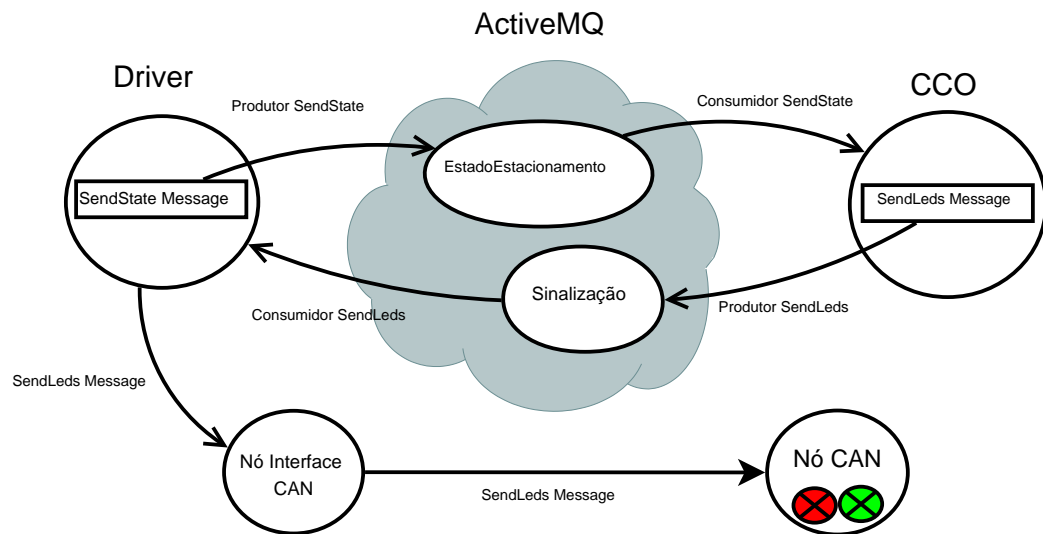 ActiveMQ
Driver
CCO
Produtor SendState
Consumidor SendState
EstadoEstacionamento
SendState Message
SendLeds Message
Sinalização
Consumidor SendLeds
Produtor SendLeds
SendLeds Message
Nó Interface
CAN
Nó CAN
SendLeds Message